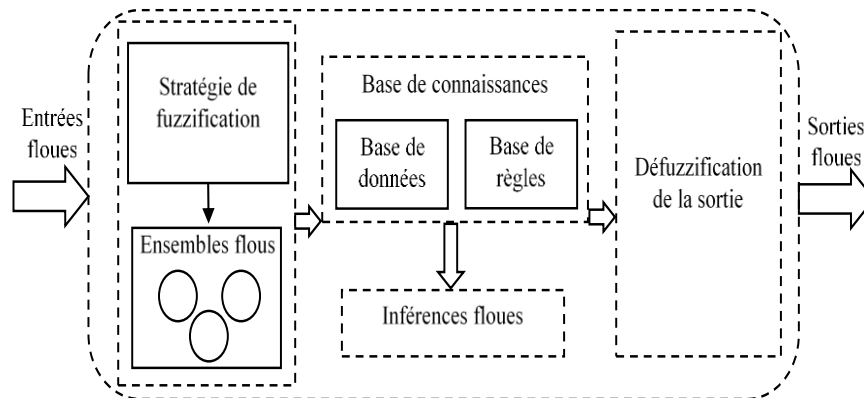 Entrées
floues
Stratégie de
fuzzification
Ensembles flous
Base de connaissances
Base de
données
Base de
règles
Inférences floues
Défuzzification
de la sortie
Sorties
floues